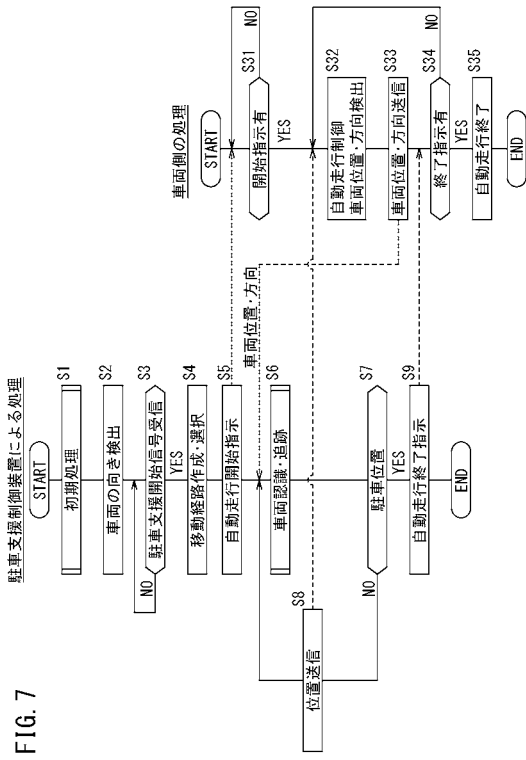 FIG. 7
駐車支援制御装置による処理
START
S1
初期処理
S2
車両の向き検出
S3
駐車支援開始信号受信
NO
YES
S4
移動経路作成・選択
S5
自動走行開始指示
車両位置・方向
S6
車両認識・追跡
S8
位置送信
S7
駐車位置
NO
YES
S9
自動走行終了指示
END
車両側の処理
START
S31
開始指示有
NO
YES
S32
自動走行制御
車両位置・方向検出
S33
車両位置・方向送信
S34
終了指示有
NO
YES
S35
自動走行終了
END